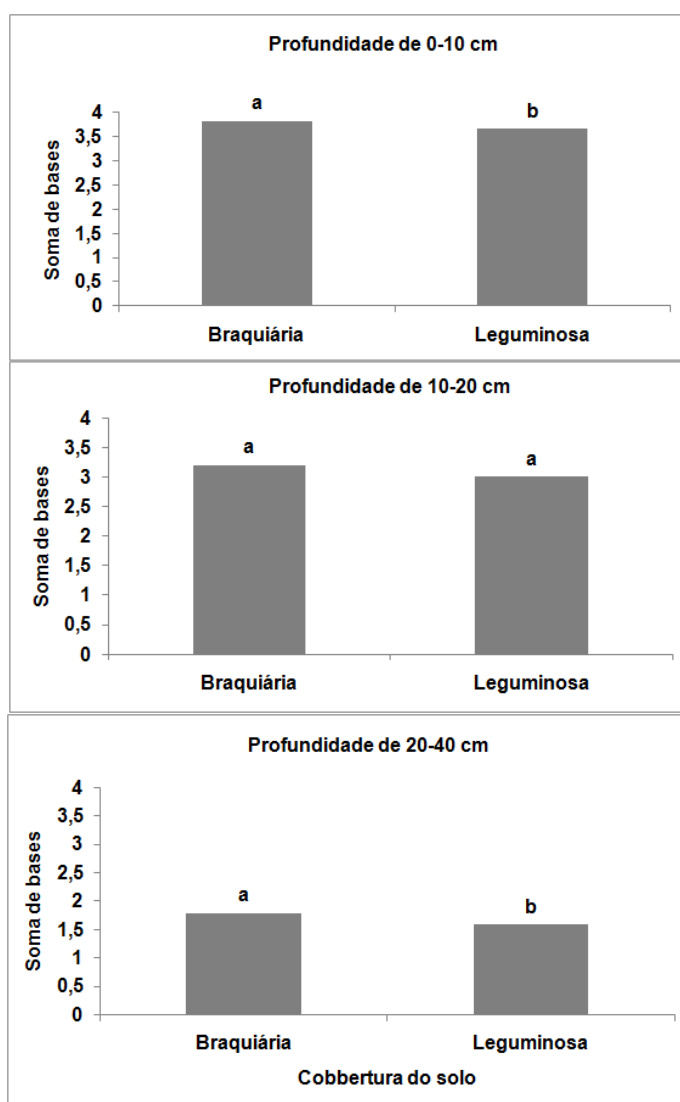 Profundidade de 0-10 cm
Soma de bases
4
3,5
3
2,5
2
1,5
1
0,5
0
a
b
Braquiária
Leguminosa
Profundidade de 10-20 cm
Soma de bases
4
3,5
3
2,5
2
1,5
1
0,5
0
a
a
Braquiária
Leguminosa
Profundidade de 20-40 cm
Soma de bases
4
3,5
3
2,5
2
1,5
1
0,5
0
a
b
Braquiária
Leguminosa
Cobbertura do solo